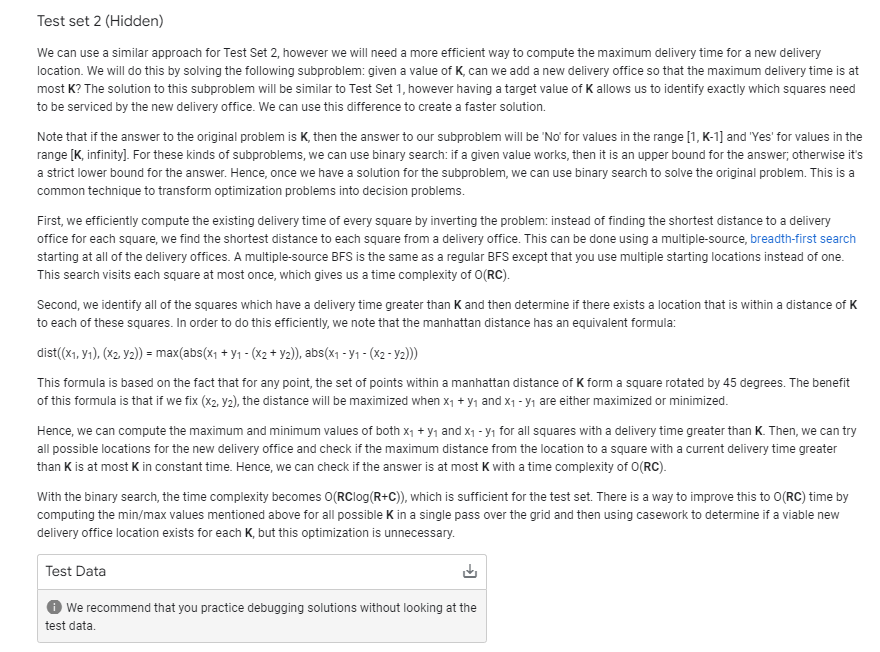 Test set 2 (Hidden)
We can use a similar approach for Test Set 2, however we will need a more efficient way to compute the maximum delivery time for a new delivery
location. We will do this by solving the following subproblem: given a value of K, can we add a new delivery office so that the maximum delivery time is at
most K? The solution to this subproblem will be similar to Test Set 1, however having a target value of K allows us to identify exactly which squares need
to be serviced by the new delivery office. We can use this difference to create a faster solution.
Note that if the answer to the original problem is K, then the answer to our subproblem will be 'No' for values in the range [1, K-1] and 'Yes' for values in the
range [K, infinity]. For these kinds of subproblems, we can use binary search: if a given value works, then it is an upper bound for the answer; otherwise it's
a strict lower bound for the answer. Hence, once we have a solution for the subproblem, we can use binary search to solve the original problem. This is a
common technique to transform optimization problems into decision problems.
First, we efficiently compute the existing delivery time of every square by inverting the problem: instead of finding the shortest distance to a delivery
office for each square, we find the shortest distance to each square from a delivery office. This can be done using a multiple-source, breadth-first search
starting at all of the delivery offices. A multiple-source BFS is the same as a regular BFS except that you use multiple starting locations instead of one.
This search visits each square at most once, which gives us a time complexity of O(RC).
Second, we identify all of the squares which have a delivery time greater than K and then determine if there exists a location that is within a distance of K
to each of these squares. In order to do this efficiently, we note that the manhattan distance has an equivalent formula:
dist((x₁, y₁), (x₂, y₂)) = max(abs(x₁ + y₁ - (x₂ + y₂)), abs(x₁ - y₁ - (x₂ - y₂)))
This formula is based on the fact that for any point, the set of points within a manhattan distance of K form a square rotated by 45 degrees. The benefit
of this formula is that if we fix (x₂, y₂), the distance will be maximized when x₁ + y₁ and x₁ - y₁ are either maximized or minimized.
Hence, we can compute the maximum and minimum values of both x₁ + y₁ and x₁ - y₁ for all squares with a delivery time greater than K. Then, we can try
all possible locations for the new delivery office and check if the maximum distance from the location to a square with a current delivery time greater
than K is at most K in constant time. Hence, we can check if the answer is at most K with a time complexity of O(RC).
With the binary search, the time complexity becomes O(RClog(R+C)), which is sufficient for the test set. There is a way to improve this to O(RC) time by
computing the min/max values mentioned above for all possible K in a single pass over the grid and then using casework to determine if a viable new
delivery office location exists for each K, but this optimization is unnecessary.
Test Data
We recommend that you practice debugging solutions without looking at the
test data.